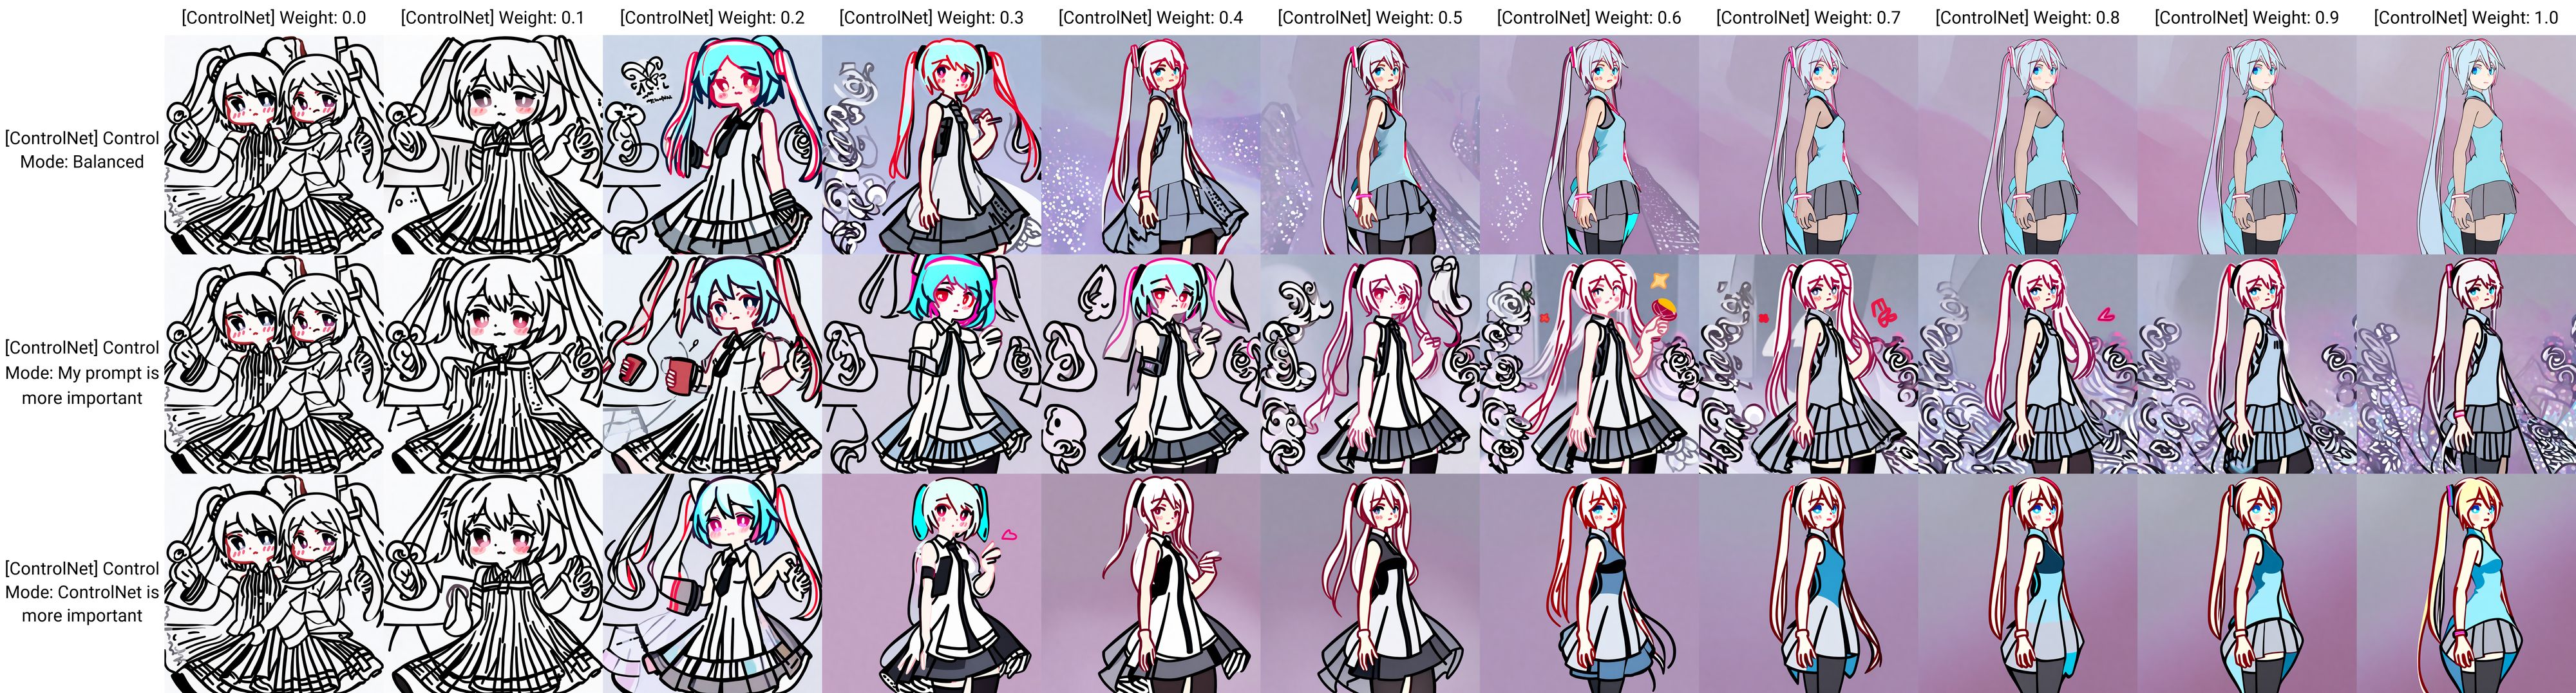 [ControlNet] Weight: 0.0
[ControlNet] Weight: 0.1
[ControlNet] Weight: 0.2
[ControlNet] Weight: 0.3
[ControlNet] Weight: 0.4
[ControlNet] Weight: 0.5
[ControlNet] Weight: 0.6
[ControlNet] Weight: 0.7
[ControlNet] Weight: 0.8
[ControlNet] Weight: 0.9
[ControlNet] Weight: 1.0
[ControlNet] Control
Mode: Balanced
[ControlNet] Control
Mode: My prompt is
more important
[ControlNet] Control
Mode: ControlNet is
more important